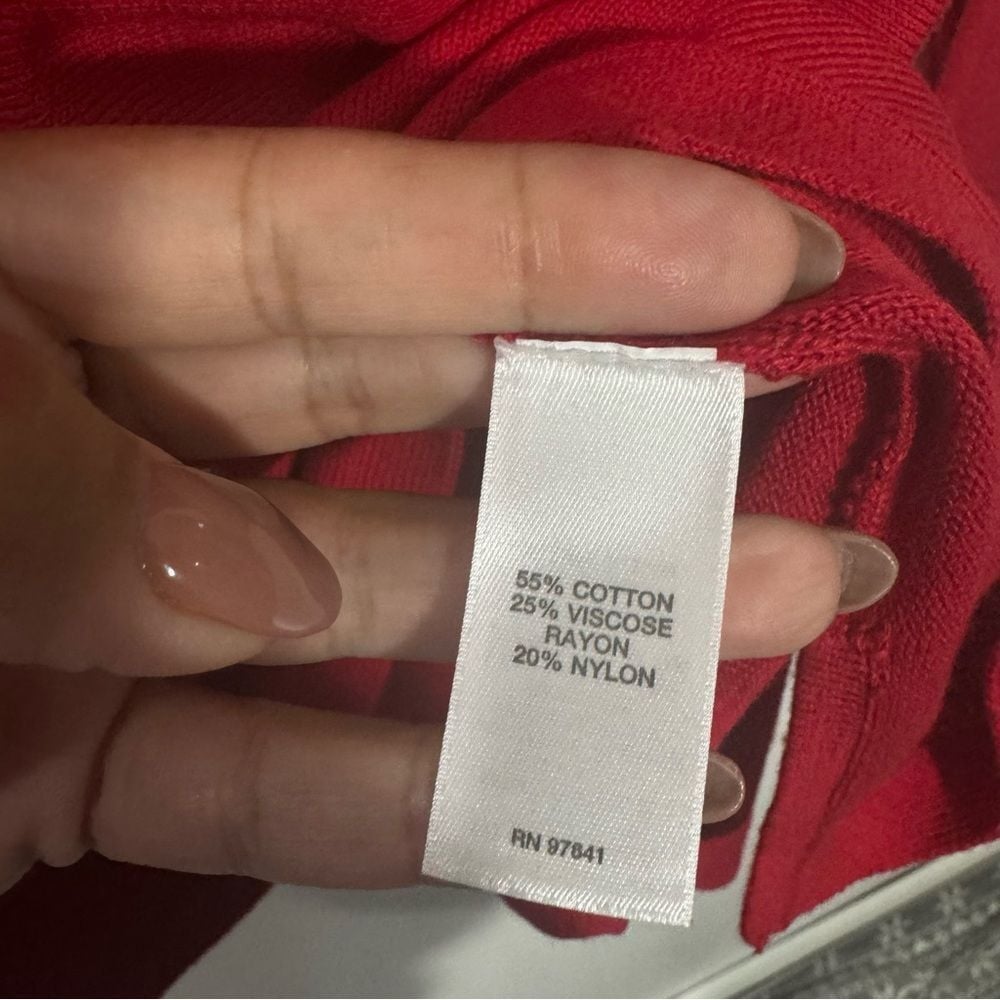 55% COTTON
25% VISCOSE
RAYON
20% NYLON
RN 97841